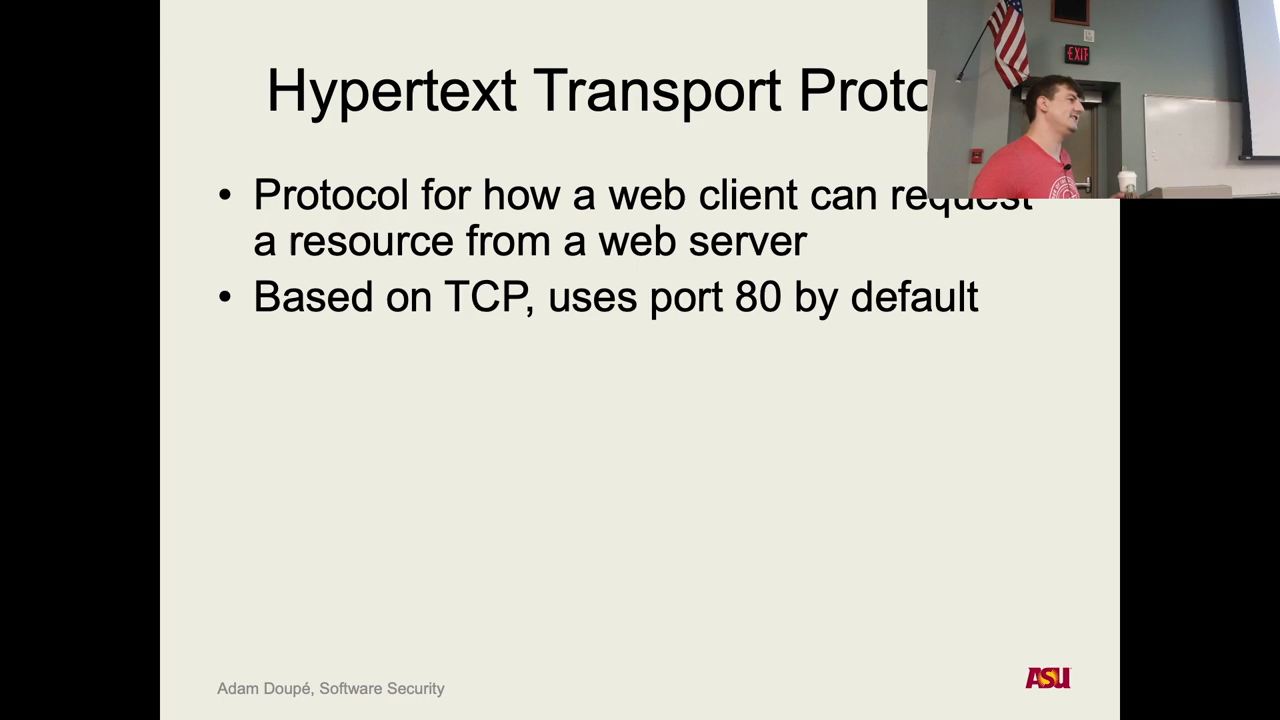 Hypertext Transport Proto
EXIT
• Protocol for how a web client can request
a resource from a web server
• Based on TCP, uses port 80 by default
Adam Doupé, Software Security
ASU